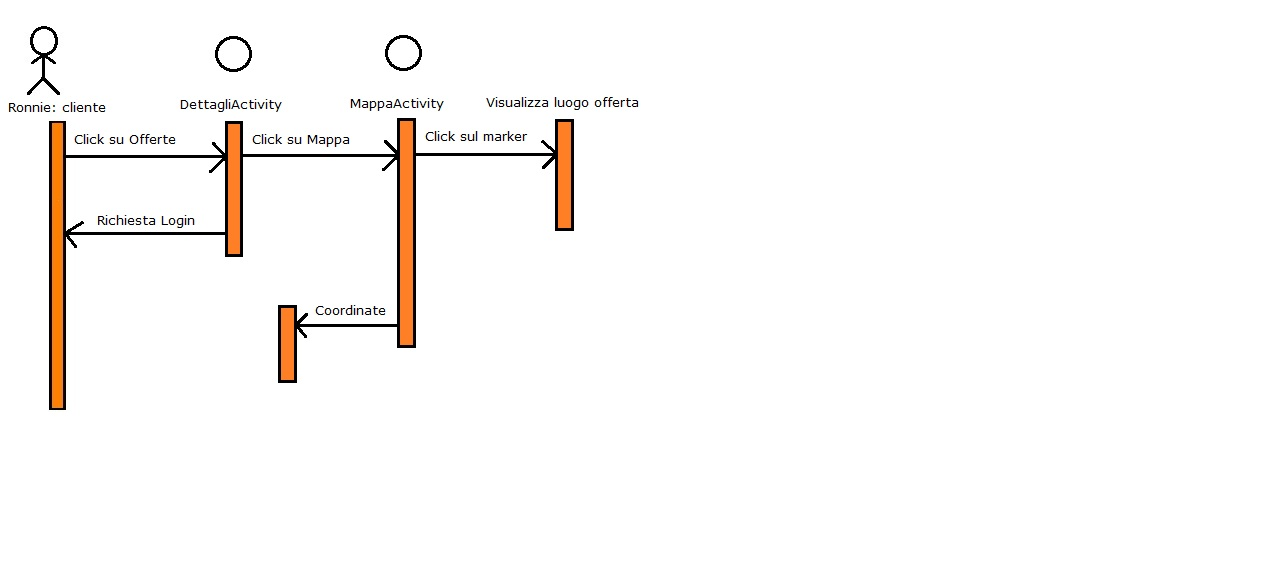 Ronnie: cliente
DettagliActivity
MappaActivity
Visualizza luogo offerta
Click su Offerte
Click su Mappa
Click sul marker
Richiesta Login
Coordinate